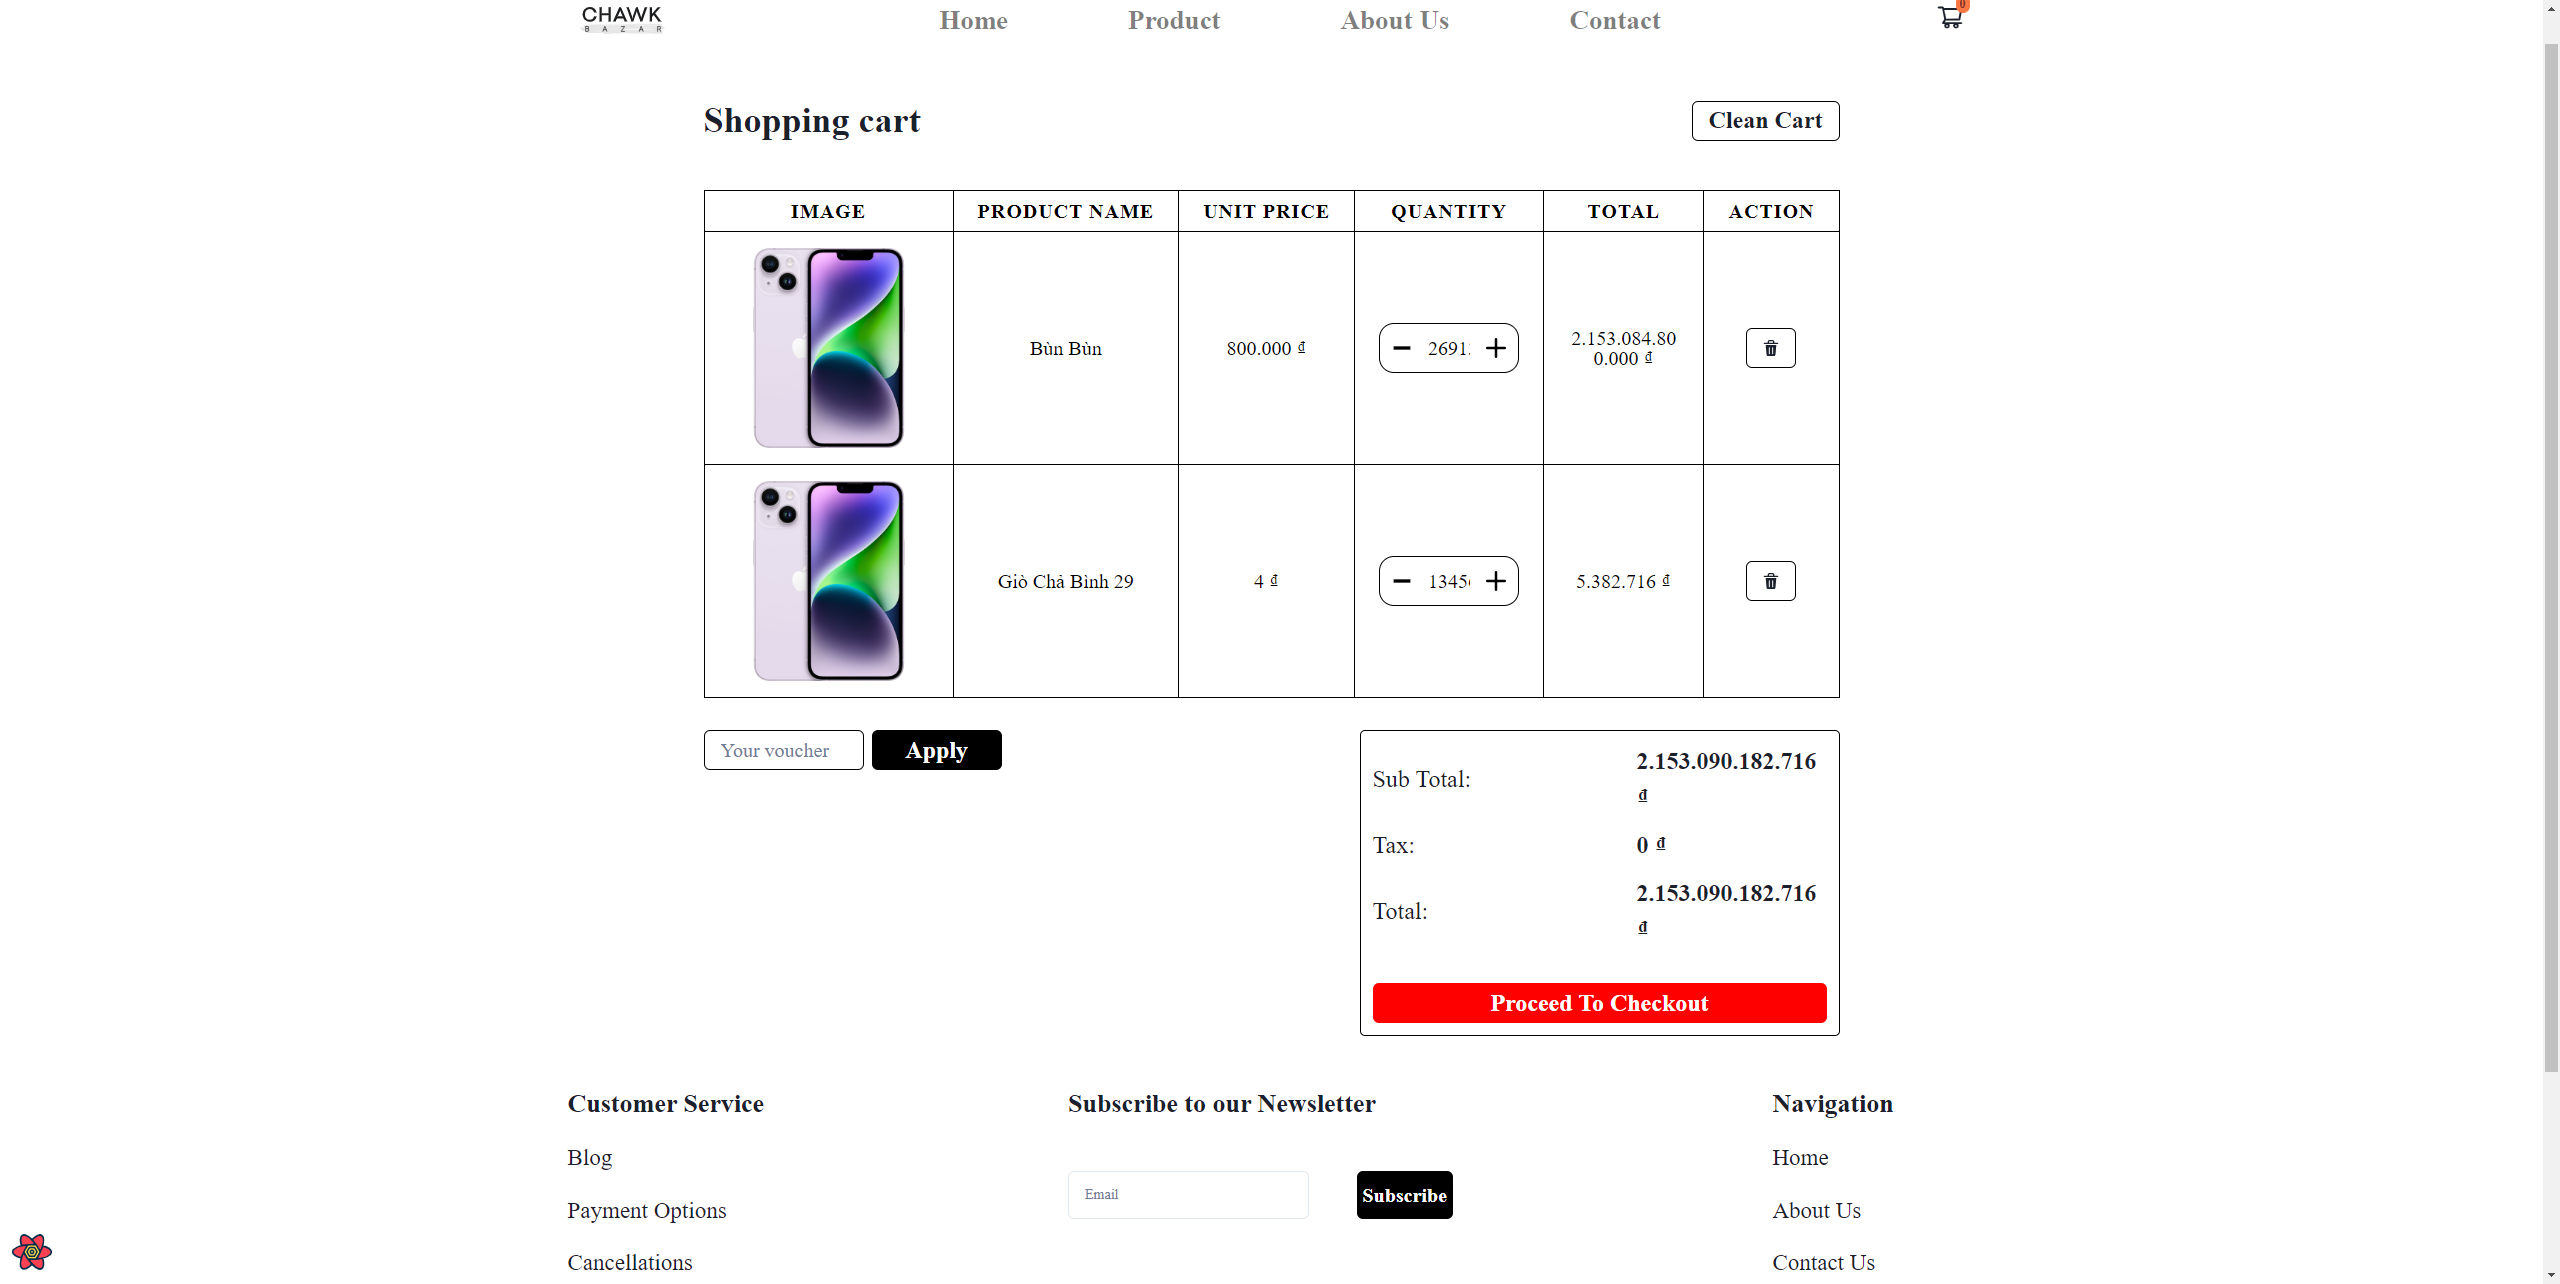 CHAWK
BAZAR
Home
Product
About Us
Contact
0
Shopping cart
Clean Cart
IMAGE
PRODUCT NAME
UNIT PRICE
QUANTITY
TOTAL
ACTION
Bùn Bùn
800.000 ₫
2691
2.153.084.80
0.000 ₫
Giò Chả Bình 29
4 ₫
1345
5.382.716 ₫
Your voucher
Apply
Sub Total:
2.153.090.182.716
₫
Tax:
0 ₫
Total:
2.153.090.182.716
₫
Proceed To Checkout
Customer Service
Blog
Payment Options
Cancellations
Subscribe to our Newsletter
Email
Subscribe
Navigation
Home
About Us
Contact Us